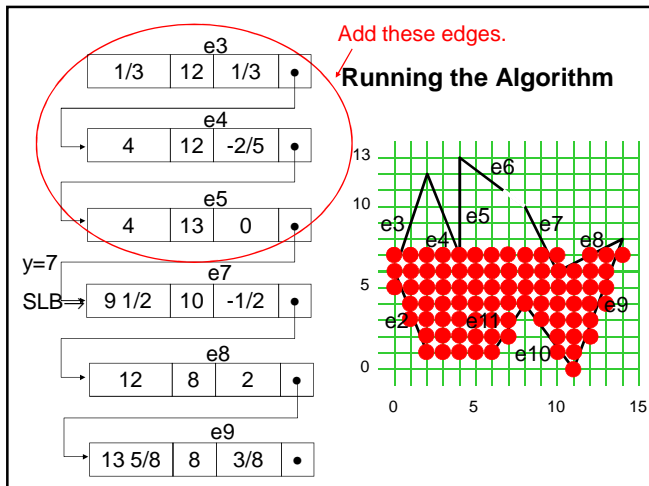 Add these edges.
Running the Algorithm
e3
1/3 12 1/3
e4
4 12 -2/5
e5
4 13 0
y=7
SLB⇒
e7
9 1/2 10 -1/2
e8
12 8 2
e9
13 5/8 8 3/8
13
10
5
0
0 5 10 15
e6
e3
e5
e7
e4
e8
e9
e2
e11
e10